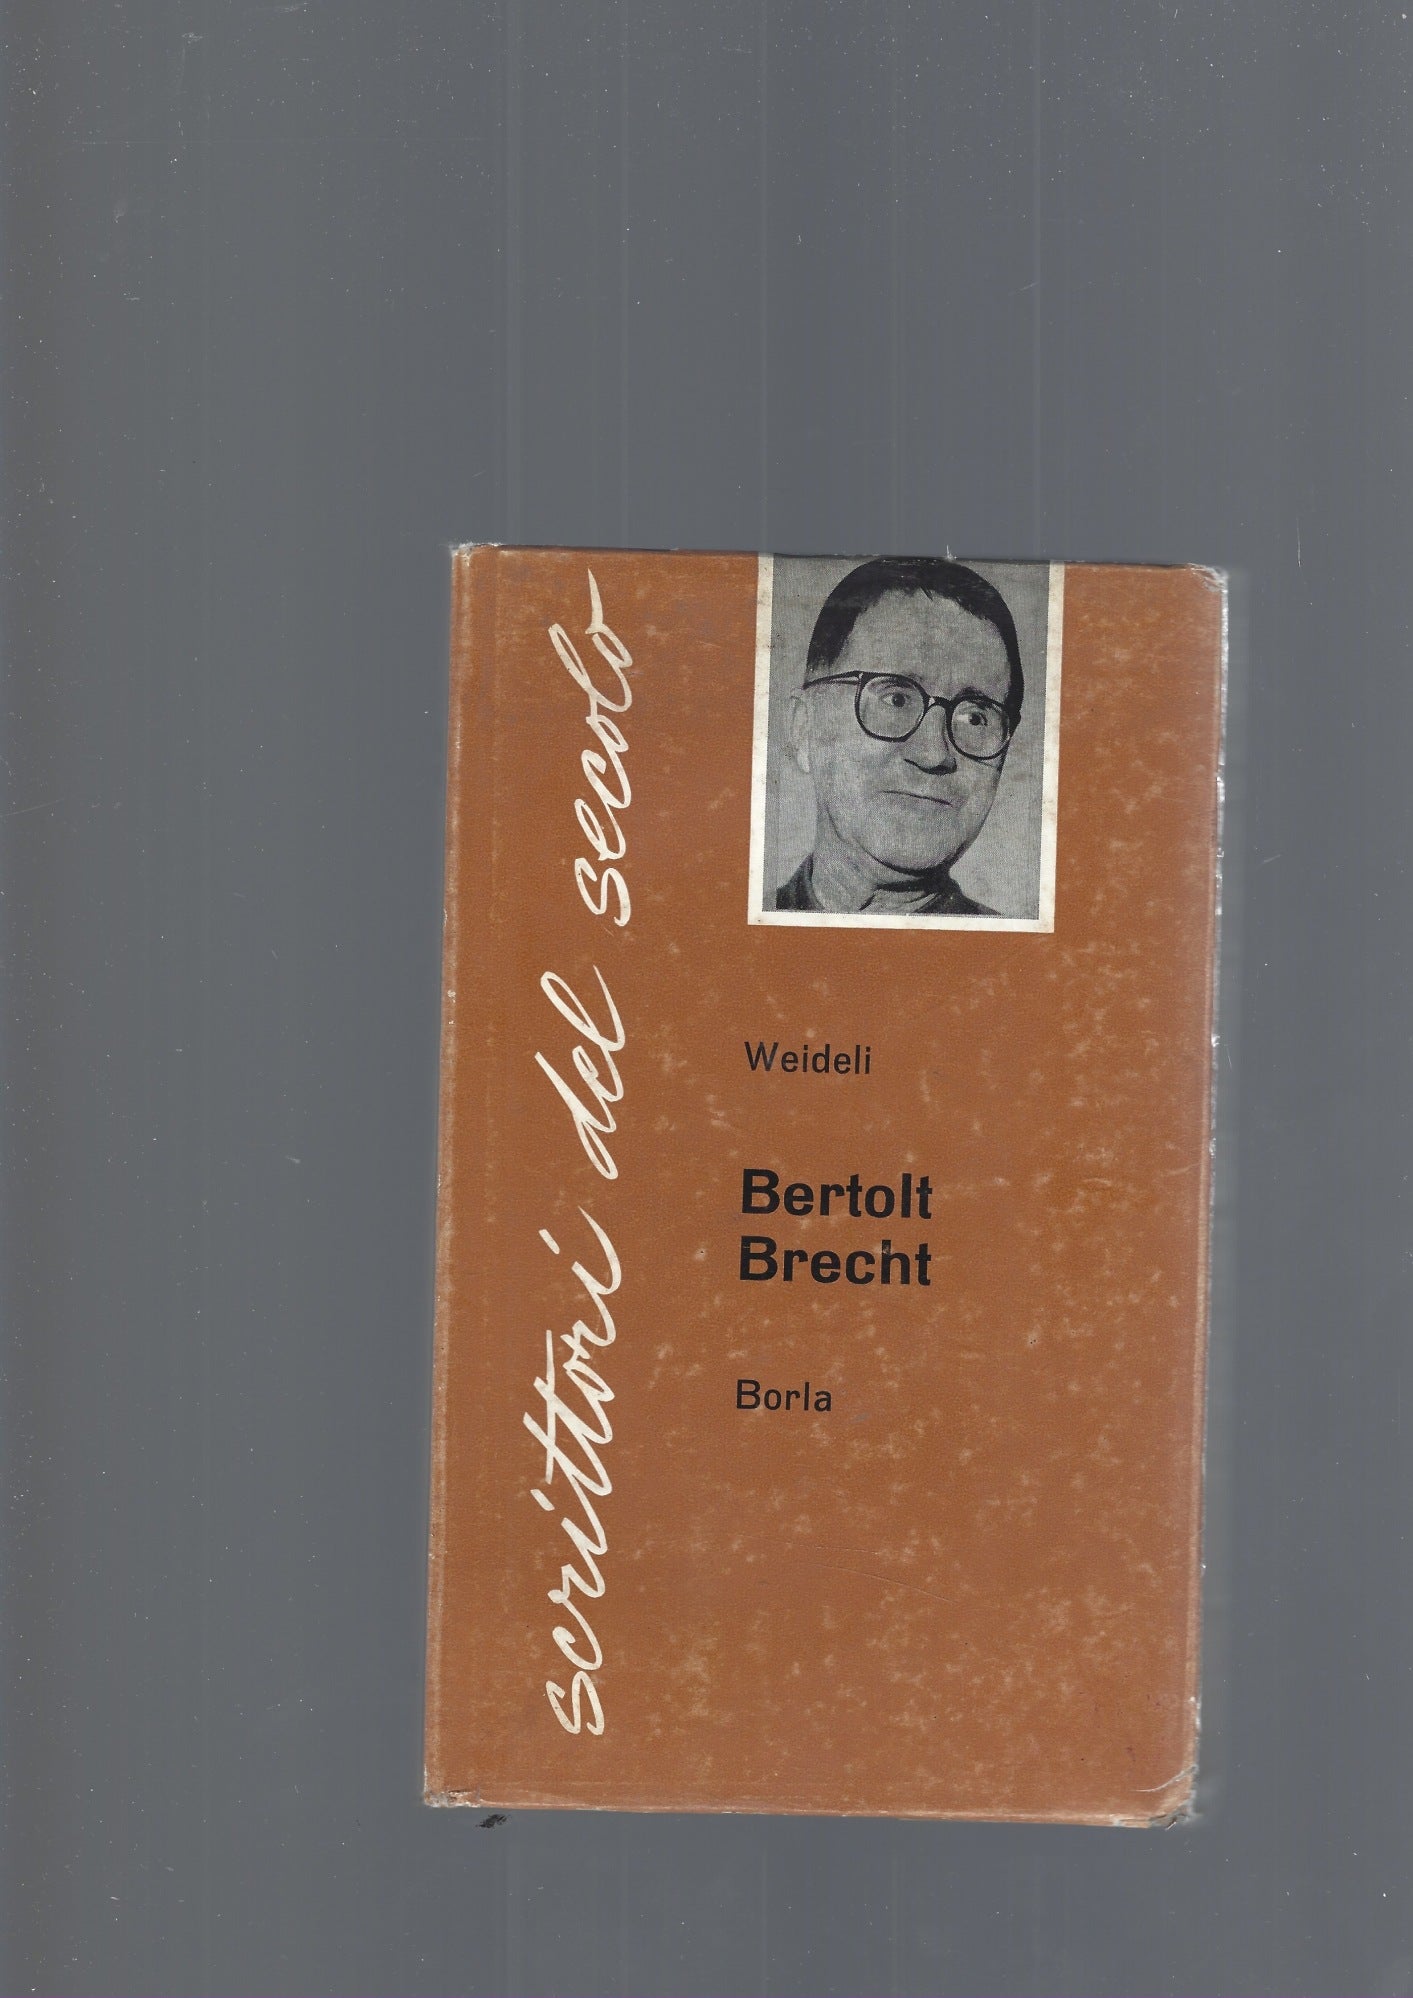 scrittori del secolo
Weideli
Bertolt
Brecht
Borla